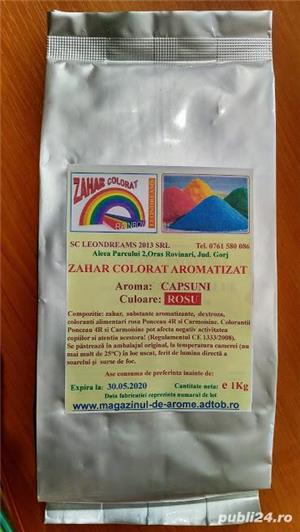 ZAHAR COLORAT
RAINBOW
LEONDREAMS
SC LEONDREAMS 2013 SRL Tel. 0761 580 086
Aleea Parcului 2,Oras Rovinari, Jud. Gorj
ZAHAR COLORAT AROMATIZAT
Aroma: CAPSUNI
Culoare: ROSU
Compozitie: zahar, substante aromatizante, dextroza,
coloranti alimentari rosu Ponceau 4R si Carmoisine. Colorantii
Ponceau 4R si Carmoisine pot afecta negativ activitatea
copiilor si atentia acestora! (Regulamentul CE 1333/2008).
Se păstrează in ambalajul original, la temperatura camerei (nu
mai mult de 25°C) in loc uscat, ferit de lumina directă a
soarelui și surse de foc.
Ase consuma de preferinta inainte de:
Expira la: 30.05.2020 Cantitate neta: e 1Kg
Data fabricatiei reprezinta numarul de lot
www.magazinul-de-arome.adtob.ro
publi24.ro